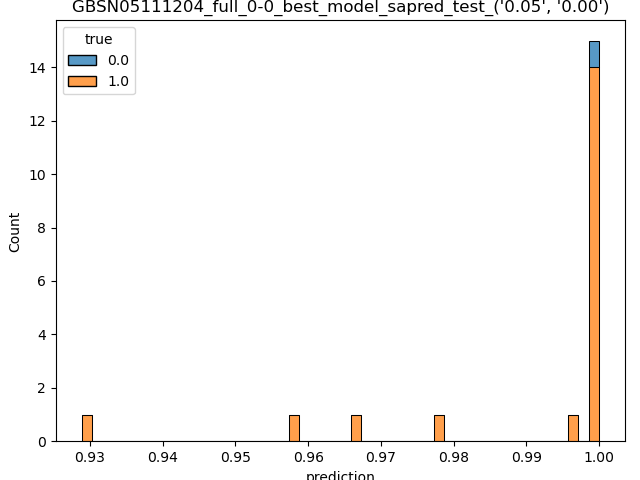 GBSN05111204_full_0-0_best_model_sapred_test_('0.05', '0.00')
true
0.0
1.0
Count
14
12
10
8
6
4
2
0
0.93 0.94 0.95 0.96 0.97 0.98 0.99 1.00
prediction